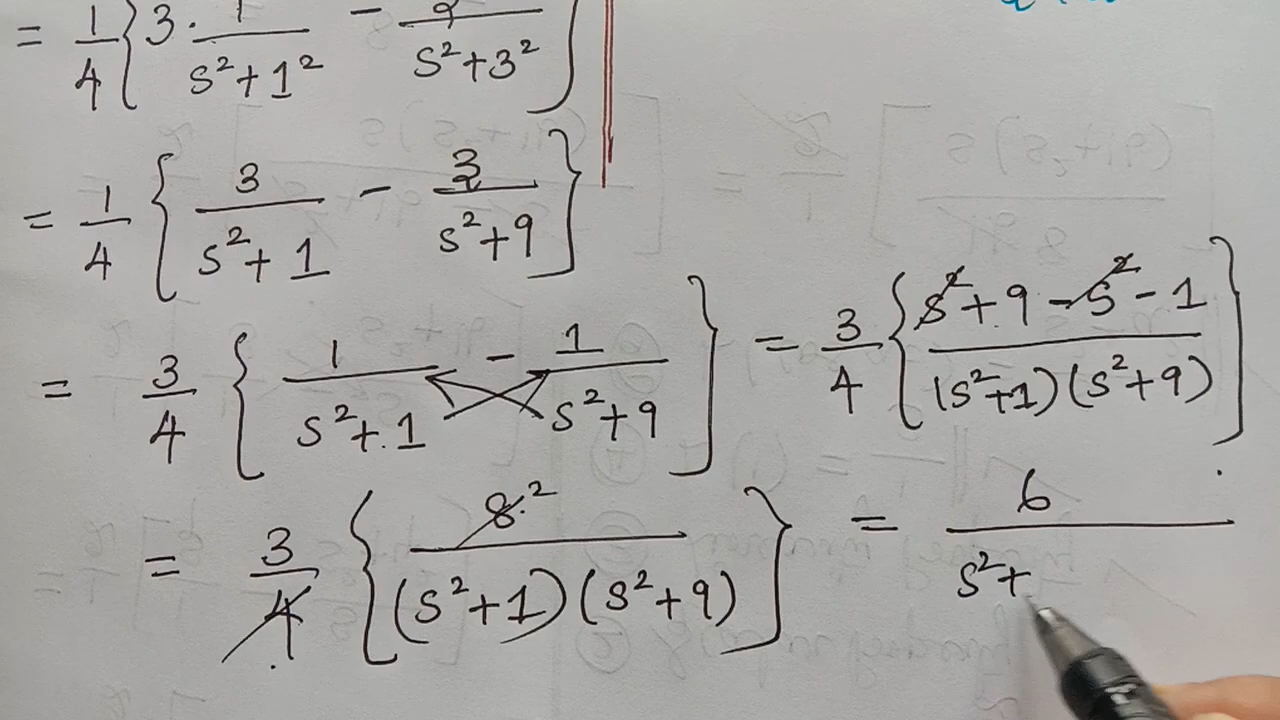 = 1/4 { 3 · 1/(s²+1²) - 3/(s²+3²) }
= 1/4 { 3/(s²+1) - 3/(s²+9) }
= 3/4 { 1/(s²+1) - 1/(s²+9) } = 3/4 { (s²+9-s²-1)/((s²+1)(s²+9)) }
= 3/4 { 8·2/((s²+1)(s²+9)) } = 6/(s²+